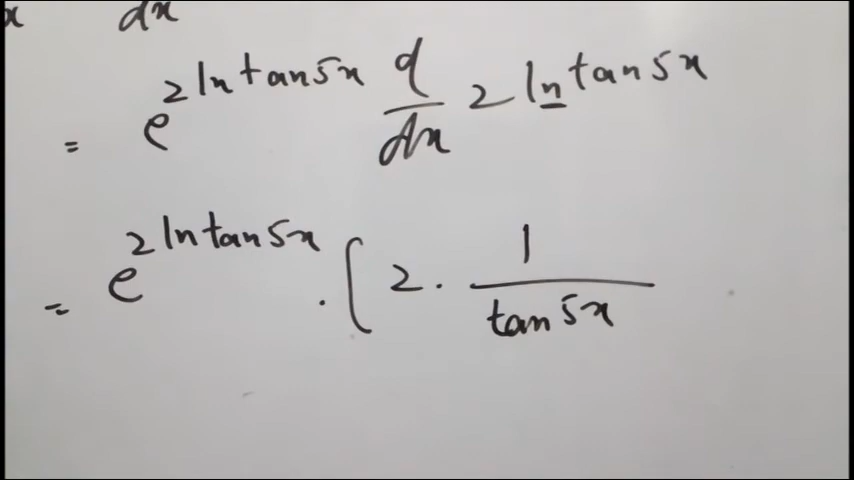 x dx
= e^{2 ln tan 5x} d/dx 2 ln tan 5x
= e^{2 ln tan 5x} . [ 2 . 1/tan 5x